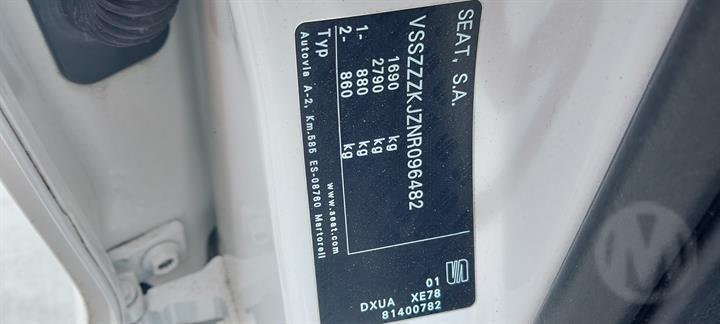 SEAT, S.A.
VSSZZZKJZNR096482
1690 kg
2790 kg
1- 880 kg
2- 860 kg
Typ
www.seat.com
Autovía A-2, Km.585 ES-08760 Martorell
01
DXUA XE78
81400782
M